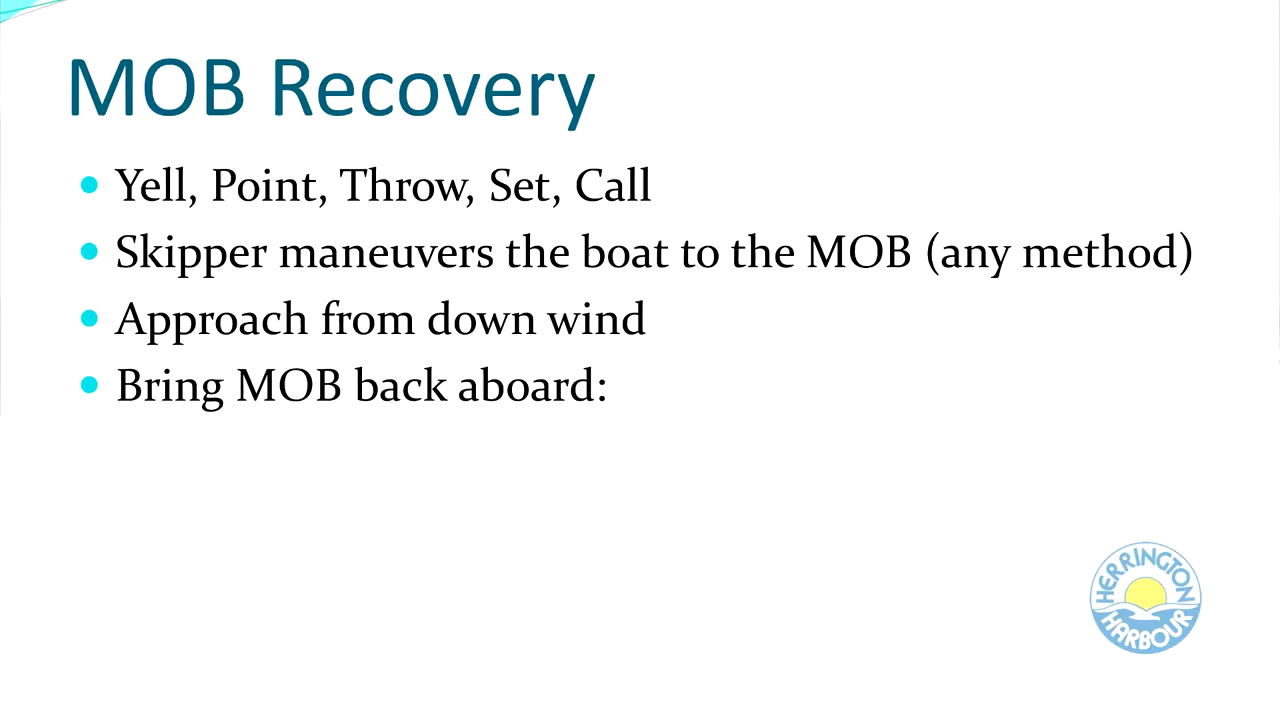 MOB Recovery
Yell, Point, Throw, Set, Call
Skipper maneuvers the boat to the MOB (any method)
Approach from down wind
Bring MOB back aboard:
HERRINGTON
HARBOUR